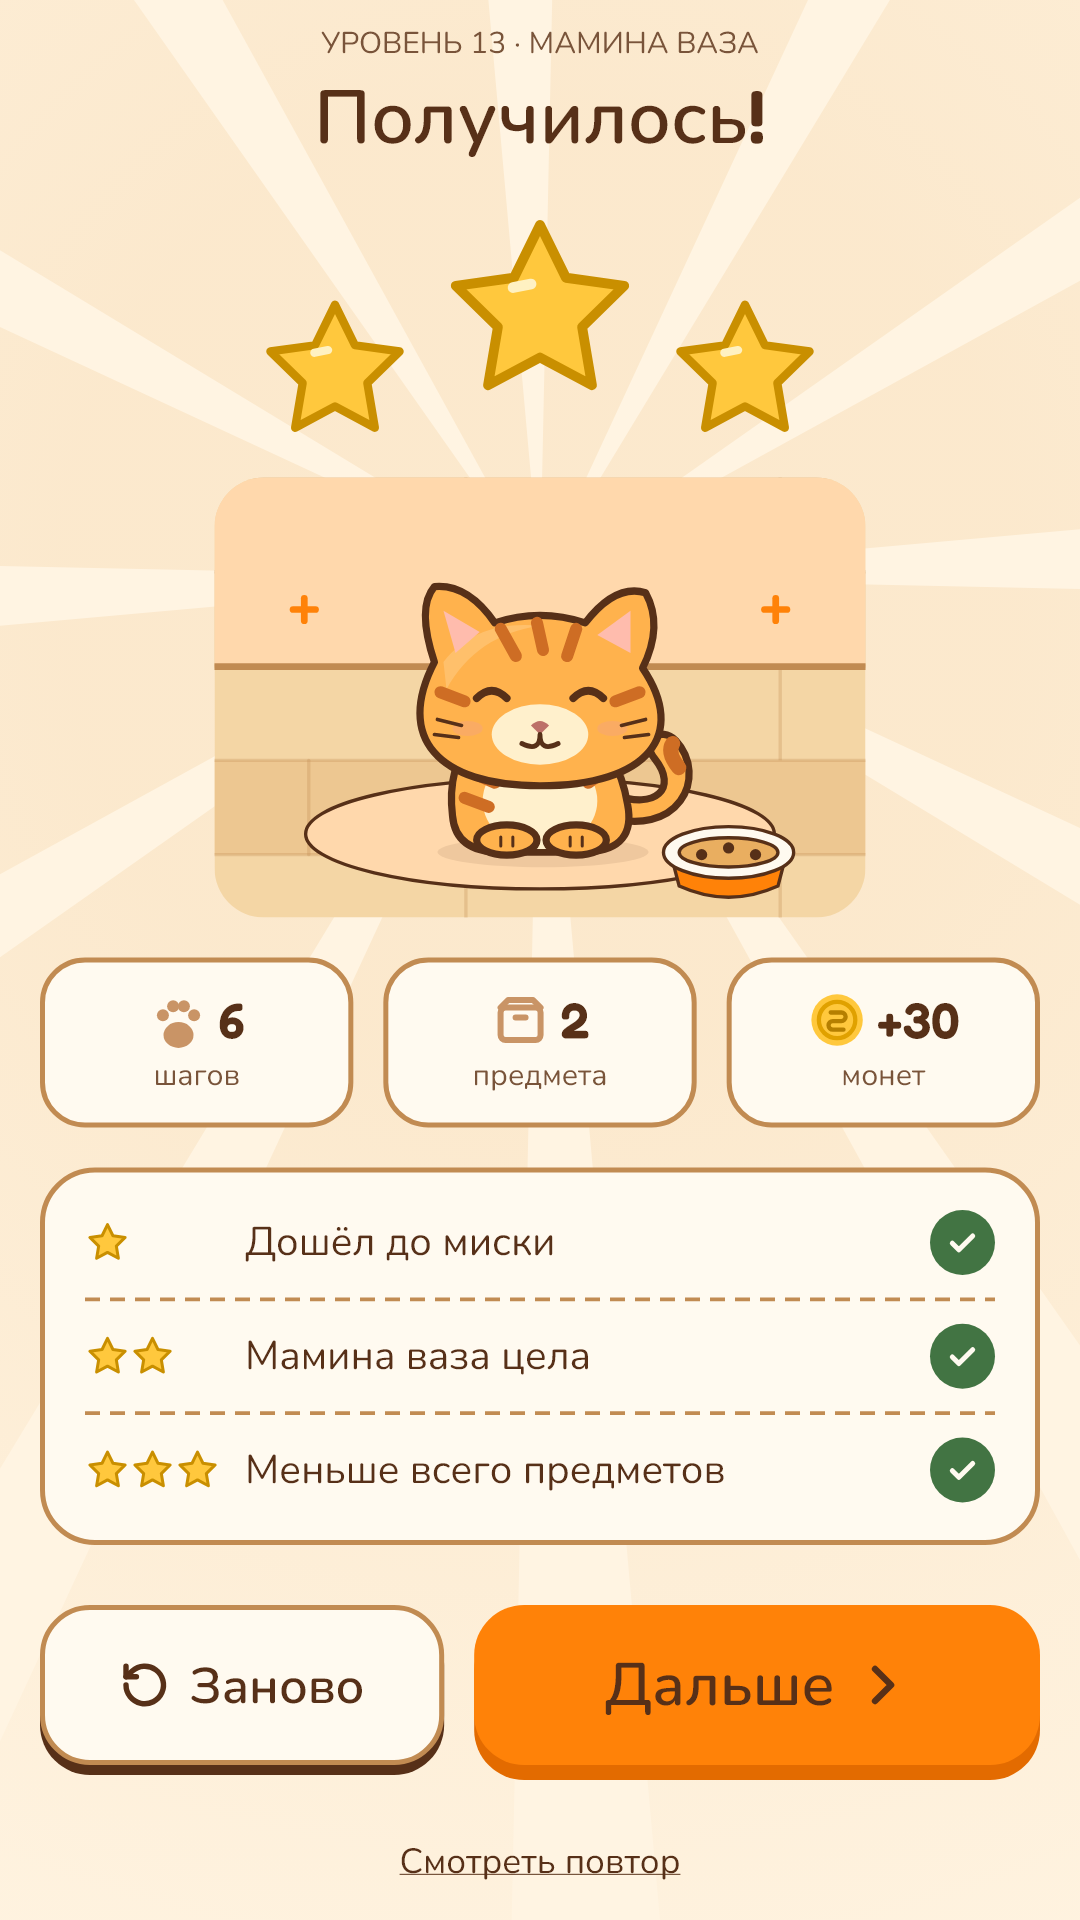 УРОВЕНЬ 13 · МАМИНА ВАЗА
Получилось!
6
шагов
2
предмета
+30
монет
Дошёл до миски
Мамина ваза цела
Меньше всего предметов
Заново
Дальше
Смотреть повтор